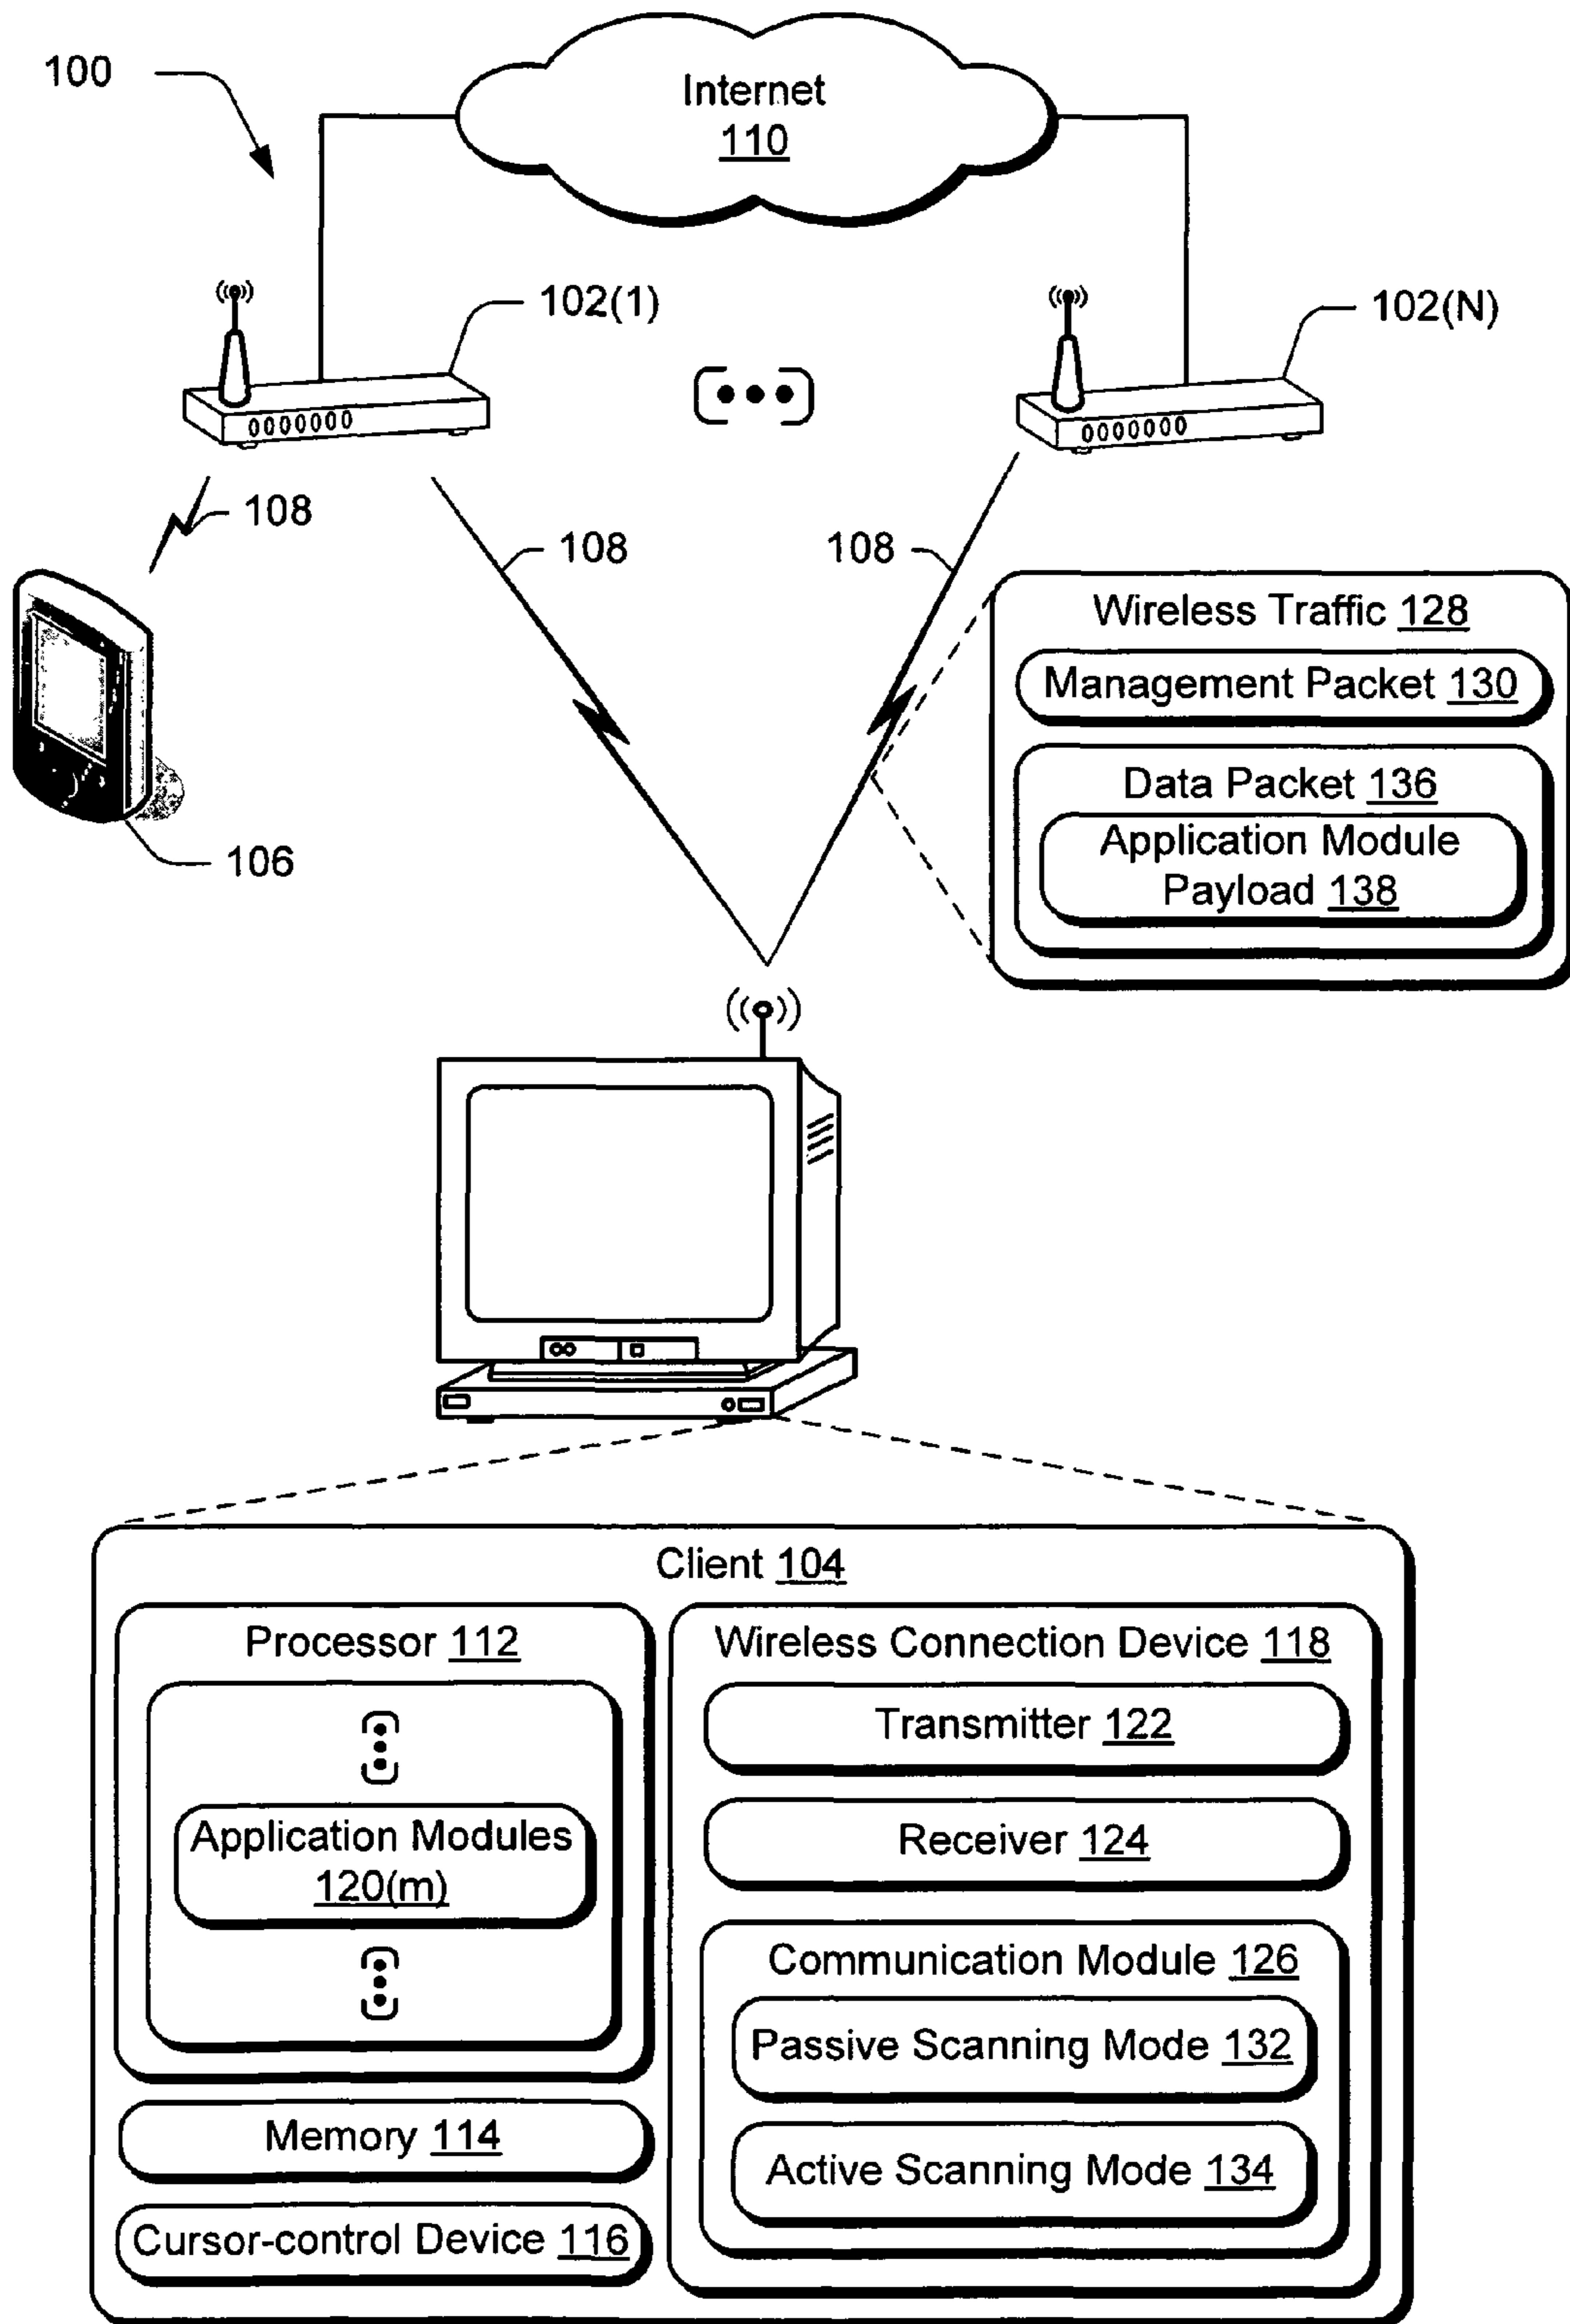 100
Internet
110
102(1)
102(N)
108
108
108
106
Wireless Traffic 128
Management Packet 130
Data Packet 136
Application Module
Payload 138
Client 104
Processor 112
Application Modules
120(m)
Memory 114
Cursor-control Device 116
Wireless Connection Device 118
Transmitter 122
Receiver 124
Communication Module 126
Passive Scanning Mode 132
Active Scanning Mode 134